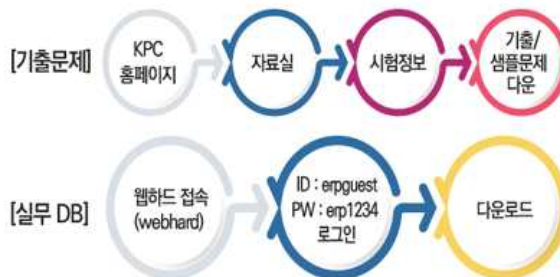 [기출문제]
KPC
홈페이지
자료실
시험정보
기출/
샘플문제
다운
[실무 DB]
웹하드 접속
(webhard)
ID : erpguest
PW : erp1234
로그인
다운로드